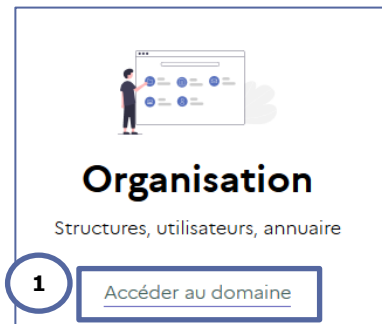 Organisation
Structures, utilisateurs, annuaire
1
Accéder au domaine